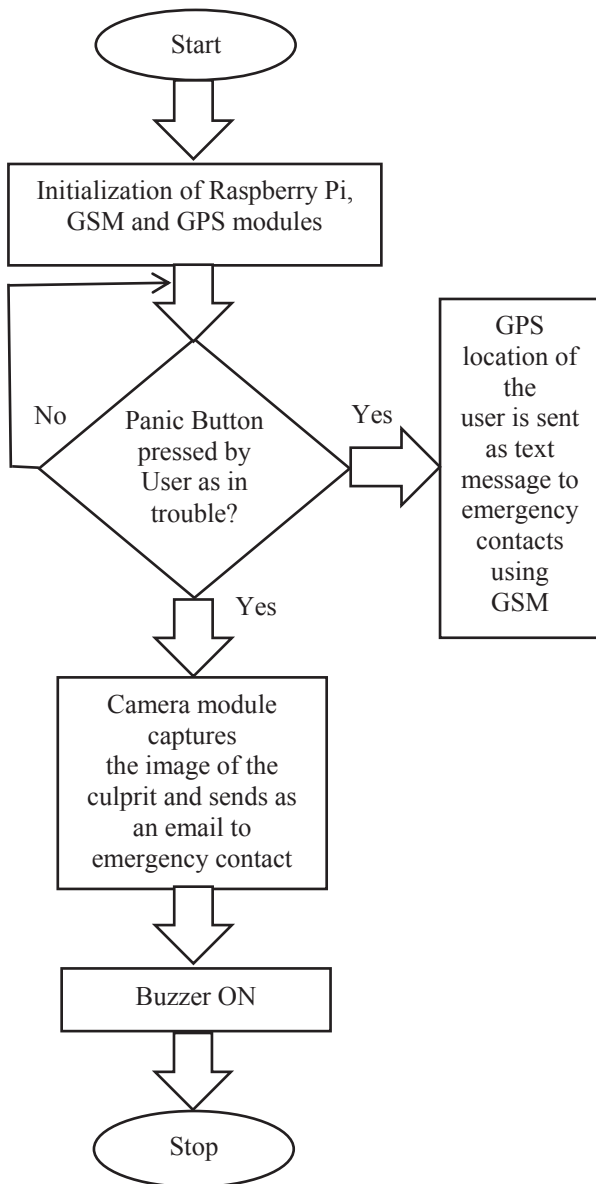 Start
Initialization of Raspberry Pi,
GSM and GPS modules
No
Panic Button
pressed by
User as in
trouble?
Yes
GPS
location of
the
user is sent
as text
message to
emergency
contacts
using
GSM
Yes
Camera module
captures
the image of the
culprit and sends as
an email to
emergency contact
Buzzer ON
Stop